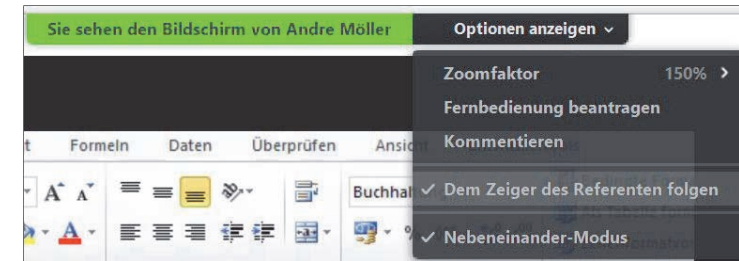 Sie sehen den Bildschirm von Andre Möller
Optionen anzeigen
Zoomfaktor 150%
Fernbedienung beantragen
Kommentieren
Dem Zeiger des Referenten folgen
Nebeneinander-Modus
t Formeln Daten Überprüfen Ansicht
A A
Buchhal
A
%